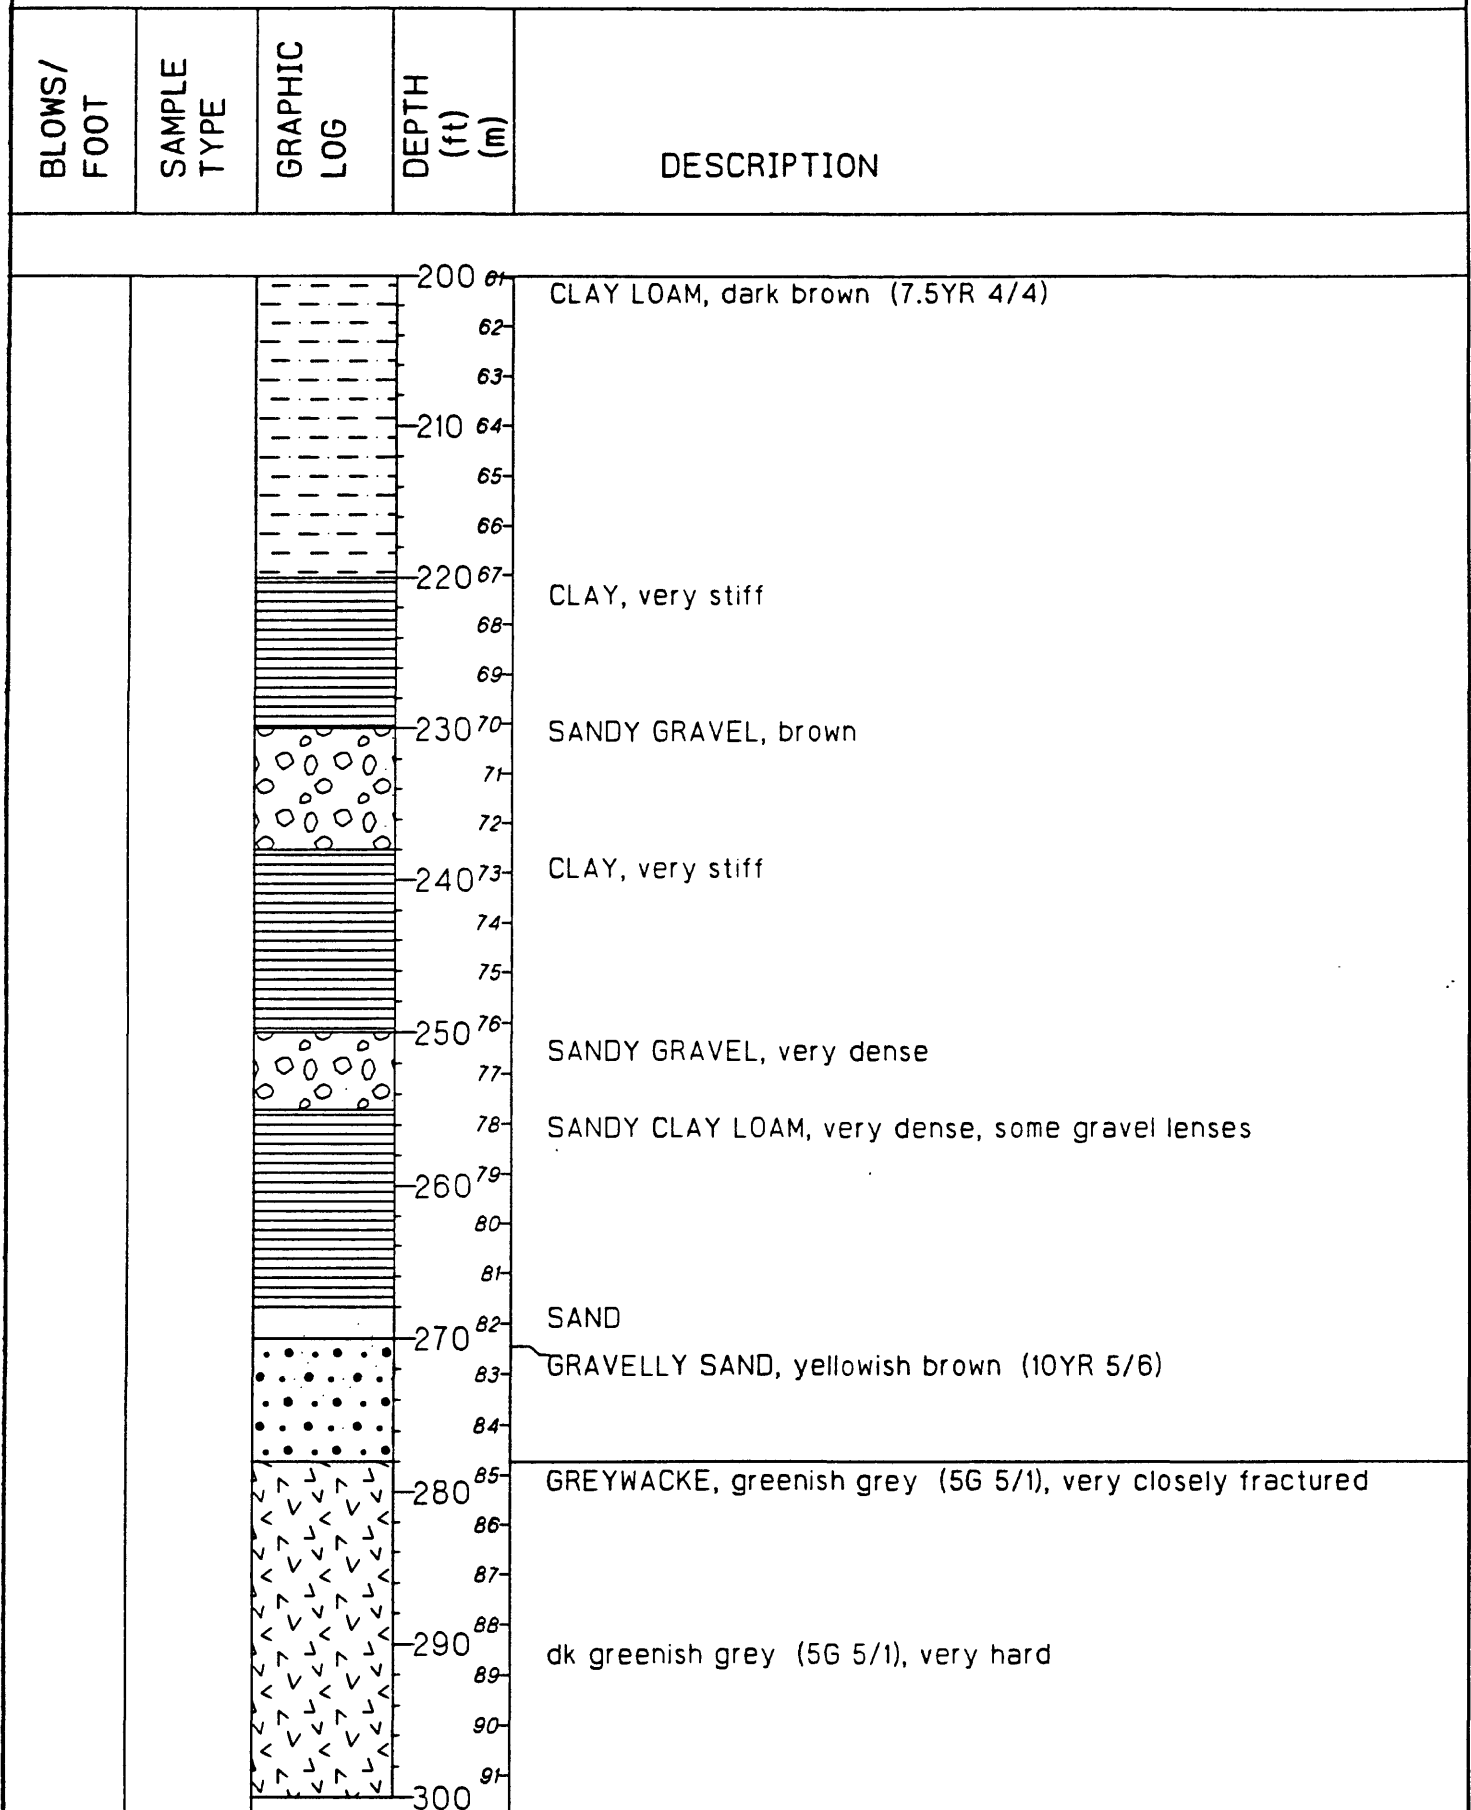 BLOWS/
FOOT
SAMPLE
TYPE
GRAPHIC
LOG
DEPTH
(ft)
(m)
DESCRIPTION
200 61
CLAY LOAM, dark brown (7.5YR 4/4)
62
63
210 64
65
66
220 67
CLAY, very stiff
68
69
230 70
SANDY GRAVEL, brown
71
72
240 73
CLAY, very stiff
74
75
250 76
SANDY GRAVEL, very dense
77
78
SANDY CLAY LOAM, very dense, some gravel lenses
260 79
80
81
270 82
SAND
GRAVELLY SAND, yellowish brown (10YR 5/6)
83
84
280 85
GREYWACKE, greenish grey (5G 5/1), very closely fractured
86
87
88
290
dk greenish grey (5G 5/1), very hard
89
90
91
300